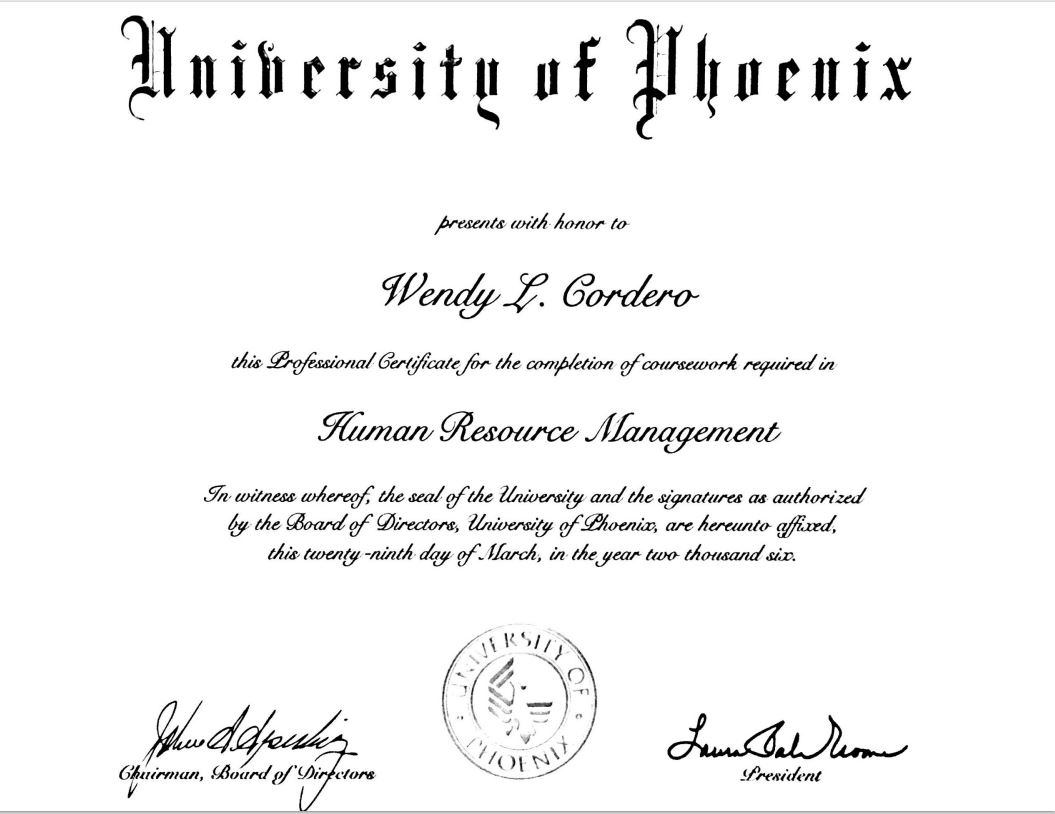 University of Phoenix
presents with honor to
Wendy L. Cordero
this Professional Certificate for the completion of coursework required in
Human Resource Management
In witness whereof, the seal of the University and the signatures as authorized
by the Board of Directors, University of Phoenix, are hereunto affixed,
this twenty-ninth day of March, in the year two thousand six.
UNIVERSITY OF PHOENIX
Chairman, Board of Directors
President